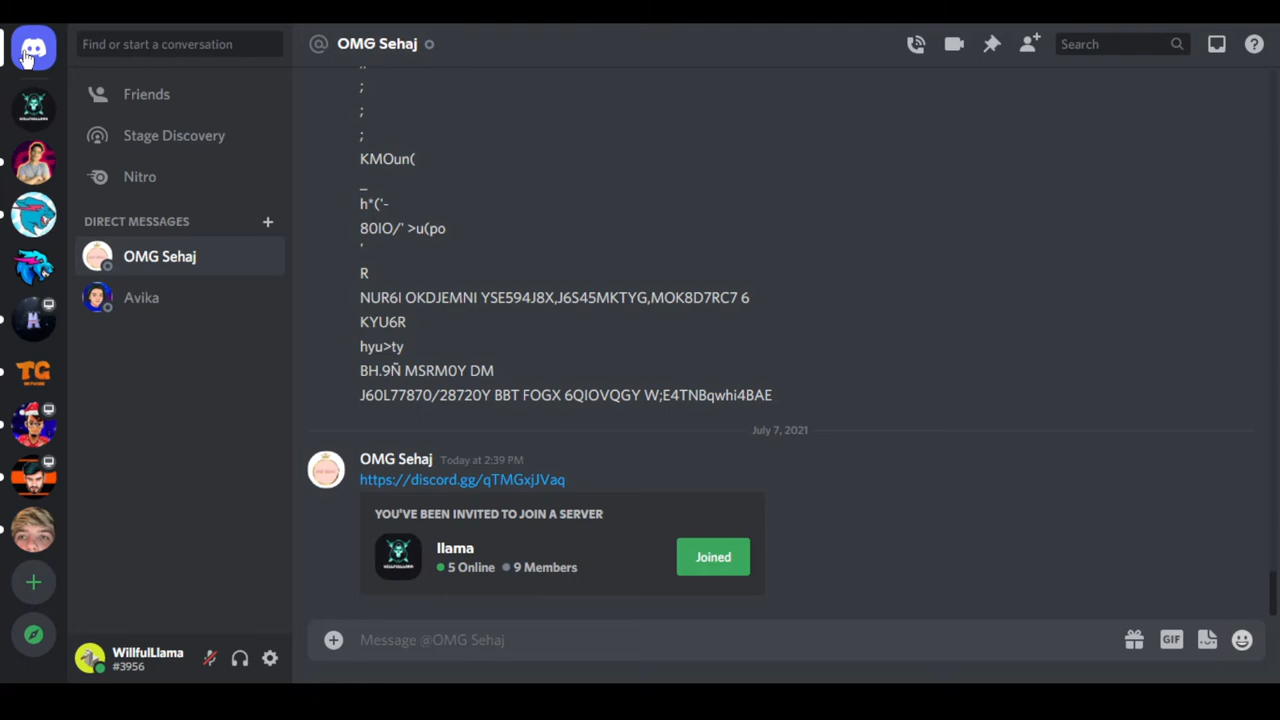 Find or start a conversation
Friends
Stage Discovery
Nitro
DIRECT MESSAGES
OMG Sehaj
Avika
TG
WillfulLlama
#3956
OMG Sehaj
Search
;
;
;
KMOun(
_
h*('-
80IO/' >u(po
'
R
NUR6I OKDJEMNI YSE594J8X,J6S45MKTYG,MOK8D7RC7 6
KYU6R
hyu>ty
BH.9Ñ MSRM0Y DM
J60L77870/28720Y BBT FOGX 6QIOVQGY W;E4TNBqwhi4BAE
July 7, 2021
OMG Sehaj Today at 2:39 PM
https://discord.gg/qTMGxjJVaq
YOU'VE BEEN INVITED TO JOIN A SERVER
llama
5 Online 9 Members
Joined
Message @OMG Sehaj
GIF